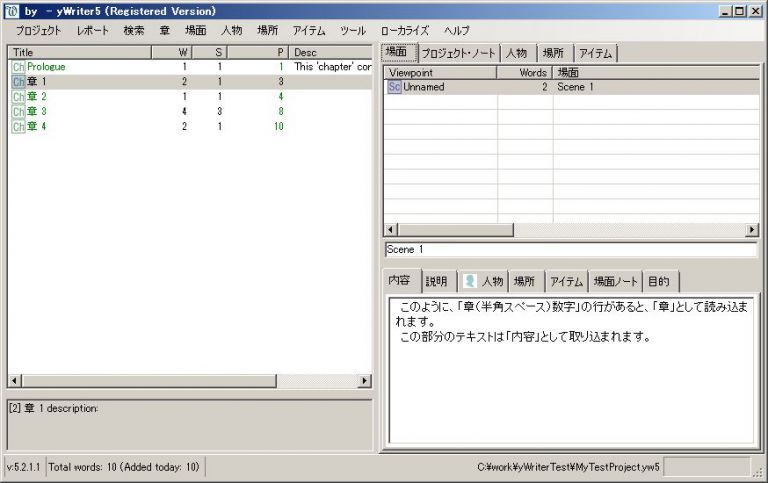 by － yWriter5 (Registered Version)
プロジェクト レポート 検索 章 場面 人物 場所 アイテム ツール ローカライズ ヘルプ
Title W S P Desc
Ch Prologue 1 1 1 This 'chapter' cor
Ch 章 1 2 1 3
Ch 章 2 1 1 4
Ch 章 3 4 3 8
Ch 章 4 2 1 10
[2] 章 1 description:
場面 プロジェクト・ノート 人物 場所 アイテム
Viewpoint Words 場面
Sc Unnamed 2 Scene 1
Scene 1
内容 説明 人物 場所 アイテム 場面ノート 目的
このように、「章(半角スペース)数字」の行があると、「章」として読み込ま
れます。
この部分のテキストは「内容」として取り込まれます。
v:5.2.1.1 Total words: 10 (Added today: 10) C:¥work¥yWriterTest¥MyTestProject.yw5